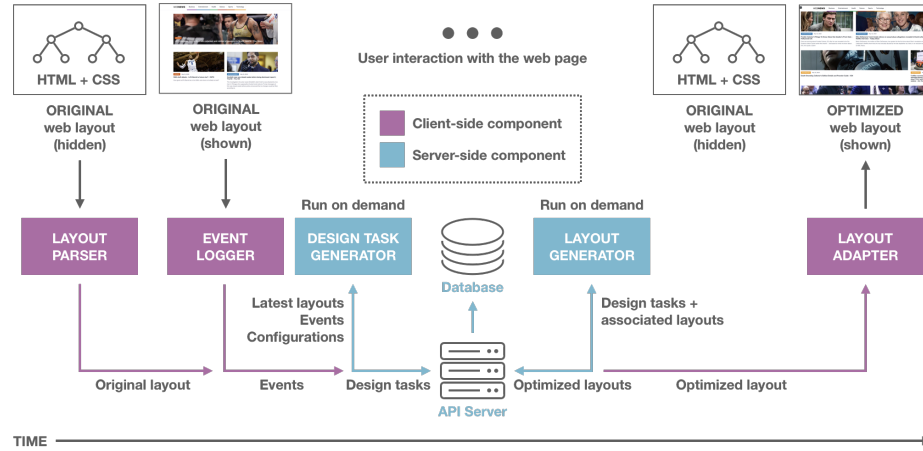 HTML + CSS
ORIGINAL
web layout
(hidden)
ORIGINAL
web layout
(shown)
User interaction with the web page
Client-side component
Server-side component
HTML + CSS
ORIGINAL
web layout
(hidden)
OPTIMIZED
web layout
(shown)
LAYOUT
PARSER
EVENT
LOGGER
Run on demand
DESIGN TASK
GENERATOR
Database
Run on demand
LAYOUT
GENERATOR
LAYOUT
ADAPTER
Latest layouts
Events
Configurations
Design tasks +
associated layouts
Original layout
Events
Design tasks
API Server
Optimized layouts
Optimized layout
TIME